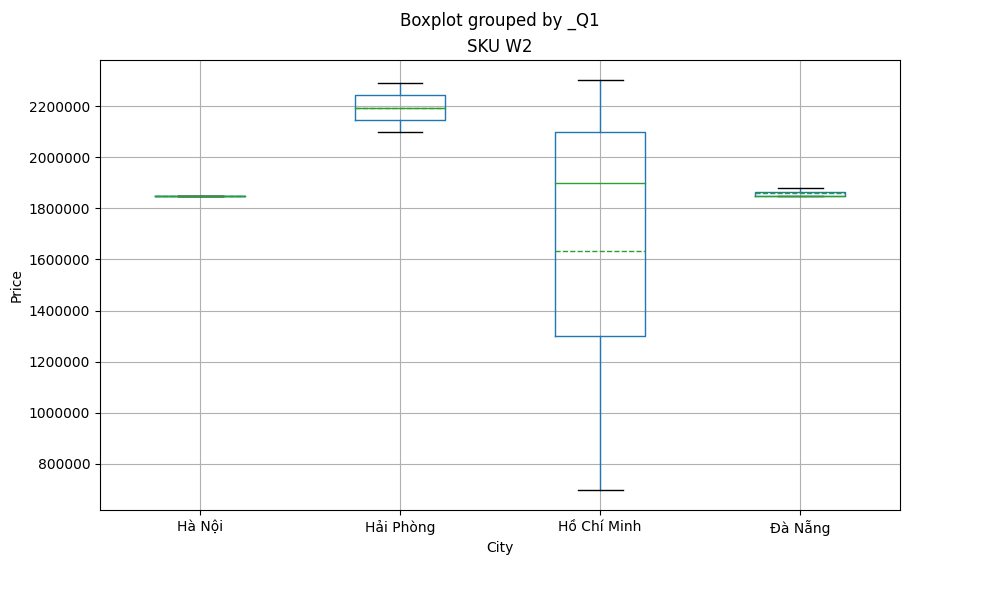 Boxplot grouped by _Q1
SKU W2
2200000
2000000
1800000
1600000
1400000
1200000
1000000
800000
Price
Hà Nội
Hải Phòng
Hồ Chí Minh
Đà Nẵng
City